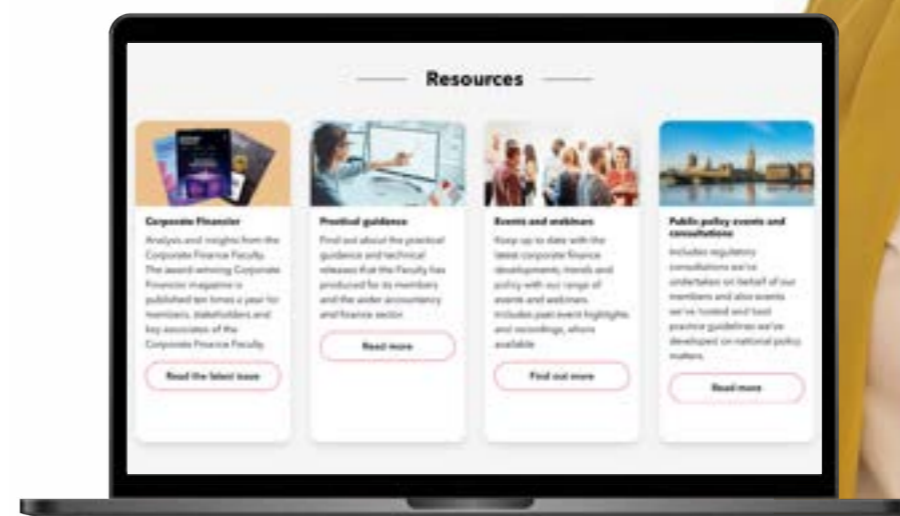 Resources
Corporate Financier
Analysis and insights from the
Corporate Finance Faculty.
The award-winning Corporate
Financier magazine is
published ten times a year for
members, stakeholders and
key associates of the
Corporate Finance Faculty.
Read the latest issue
Practical guidance
Find out about the practical
guidance and technical
releases that the Faculty has
produced for its members
and the wider accountancy
and finance sector.
Read more
Events and webinars
Keep up to date with the
latest corporate finance
developments, trends and
policy with our range of
events and webinars.
Includes past event highlights
and recordings, where
available.
Find out more
Public policy events and
consultations
Includes regulatory
consultations we've
undertaken on behalf of our
members and also events
we've hosted and best
practice guidelines we've
developed on national policy
matters.
Read more